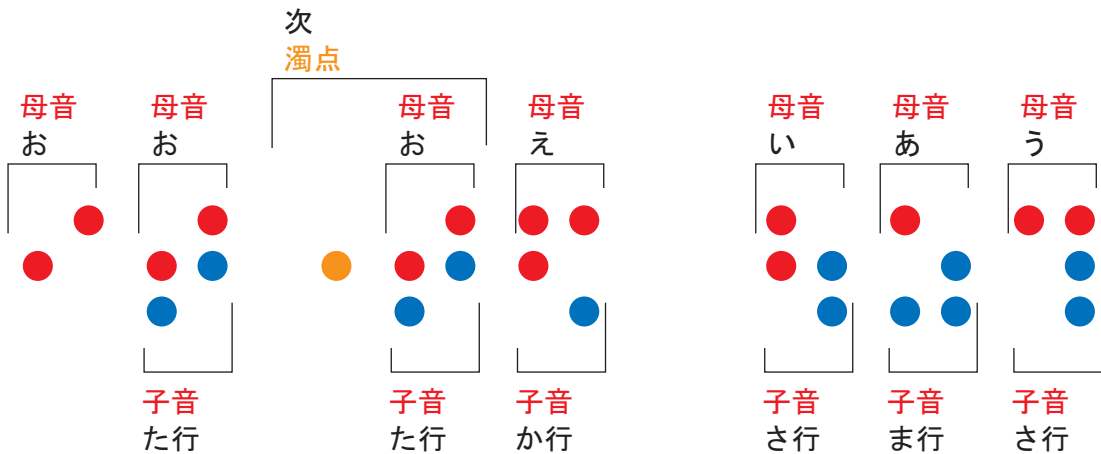 次
濁点
母音 母音 母音 母音 母音 母音 母音
お お お え い あ う
子音 子音 子音 子音 子音 子音
た行 た行 か行 さ行 ま行 さ行